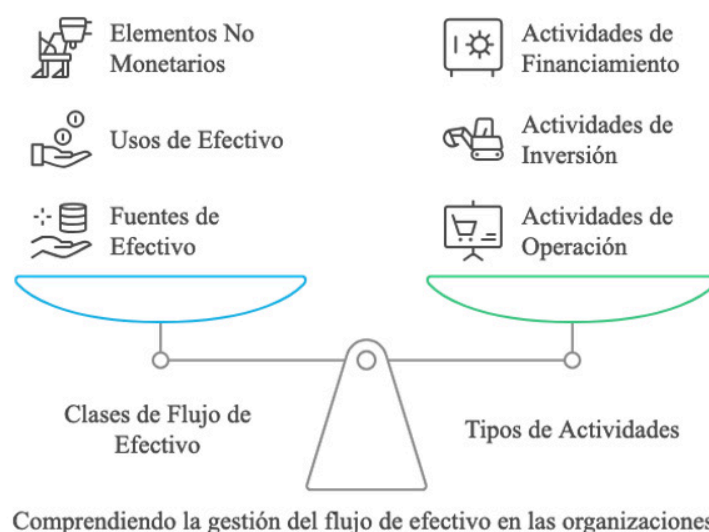 Elementos No
Monetarios
Usos de Efectivo
Fuentes de
Efectivo
Actividades de
Financiamiento
Actividades de
Inversión
Actividades de
Operación
Clases de Flujo de
Efectivo
Tipos de Actividades
Comprendiendo la gestión del flujo de efectivo en las organizaciones